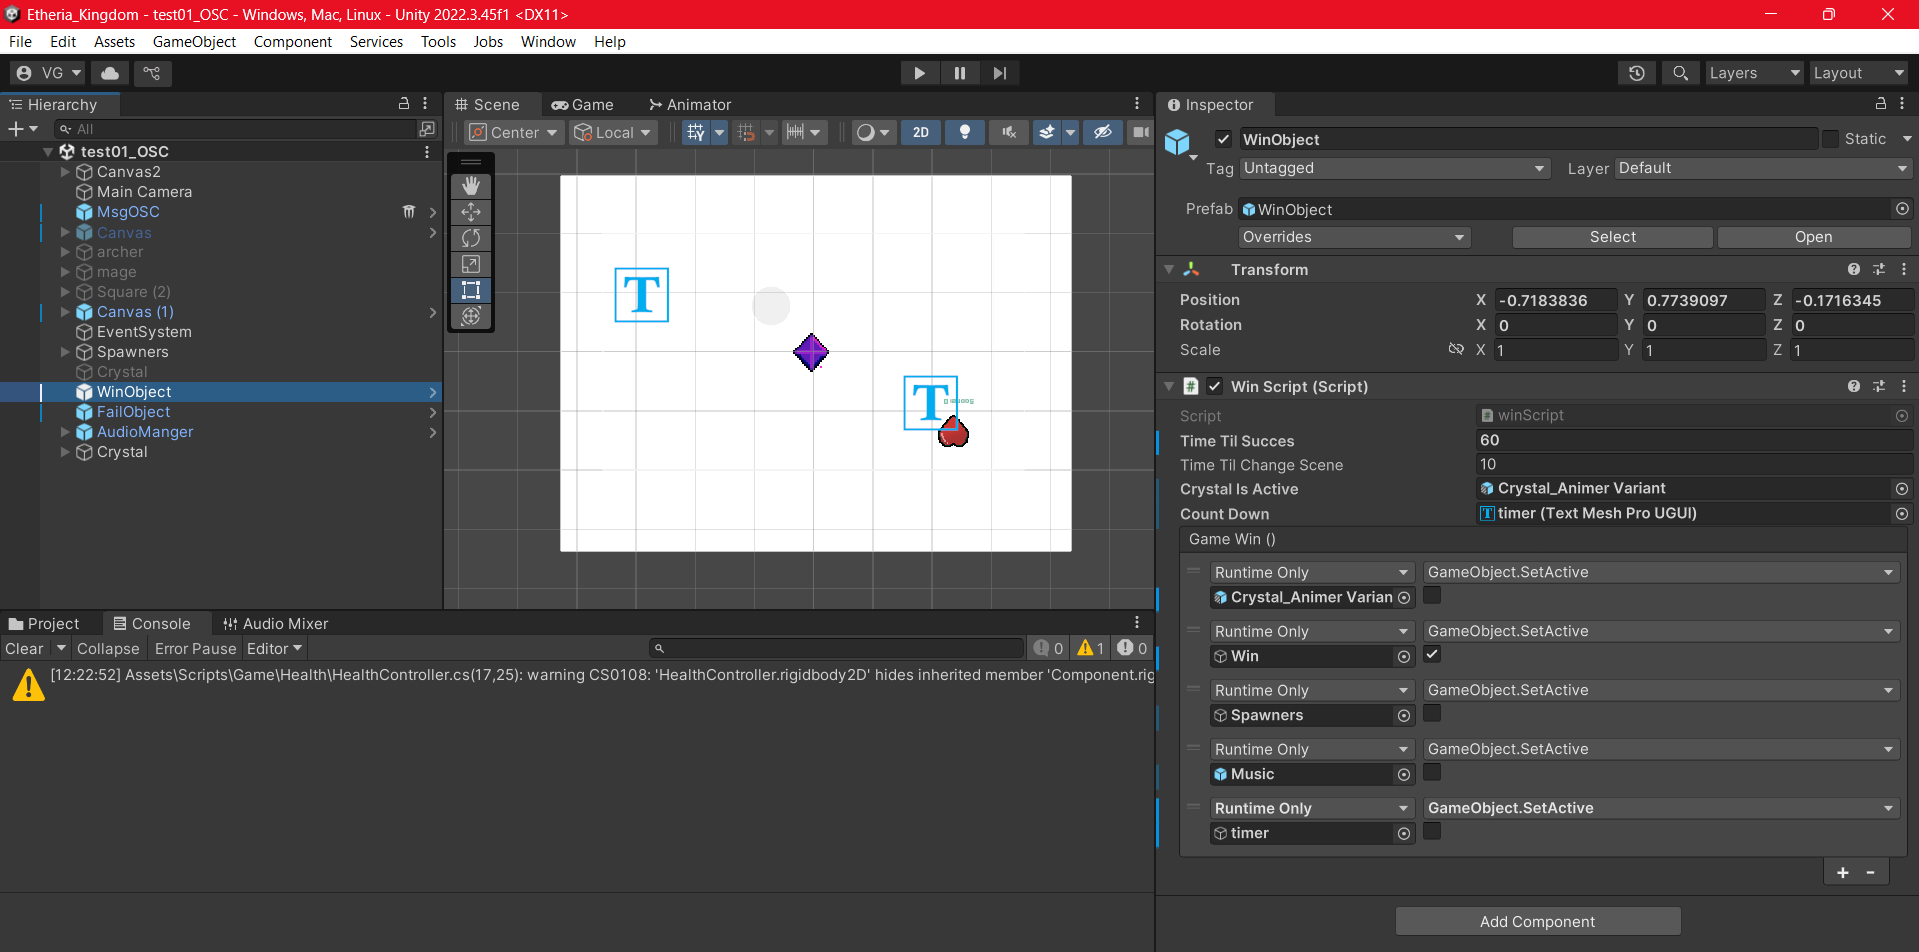 Etheria_Kingdom - test01_OSC - Windows, Mac, Linux - Unity 2022.3.45f1 <DX11>
File Edit Assets GameObject Component Services Tools Jobs Window Help
VG Layers Layout
Hierarchy
All
test01_OSC
Canvas2
Main Camera
MsgOSC
Canvas
archer
mage
Square (2)
Canvas (1)
EventSystem
Spawners
Crystal
WinObject
FailObject
AudioManger
Crystal
Scene Game Animator
Center Local 2D
T
T
Project Console Audio Mixer
Clear Collapse Error Pause Editor 0 1 0
[12:22:52] Assets\Scripts\Game\Health\HealthController.cs(17,25): warning CS0108: 'HealthController.rigidbody2D' hides inherited member 'Component.rig
Inspector
WinObject Static
Tag Untagged Layer Default
Prefab WinObject
Overrides Select Open
Transform
Position X -0.7183836 Y 0.7739097 Z -0.1716345
Rotation X 0 Y 0 Z 0
Scale X 1 Y 1 Z 1
# Win Script (Script)
Script winScript
Time Til Succes 60
Time Til Change Scene 10
Crystal Is Active Crystal_Animer Variant
Count Down timer (Text Mesh Pro UGUI)
Game Win ()
Runtime Only GameObject.SetActive
Crystal_Animer Varian
Runtime Only GameObject.SetActive
Win
Runtime Only GameObject.SetActive
Spawners
Runtime Only GameObject.SetActive
Music
Runtime Only GameObject.SetActive
timer
+ -
Add Component